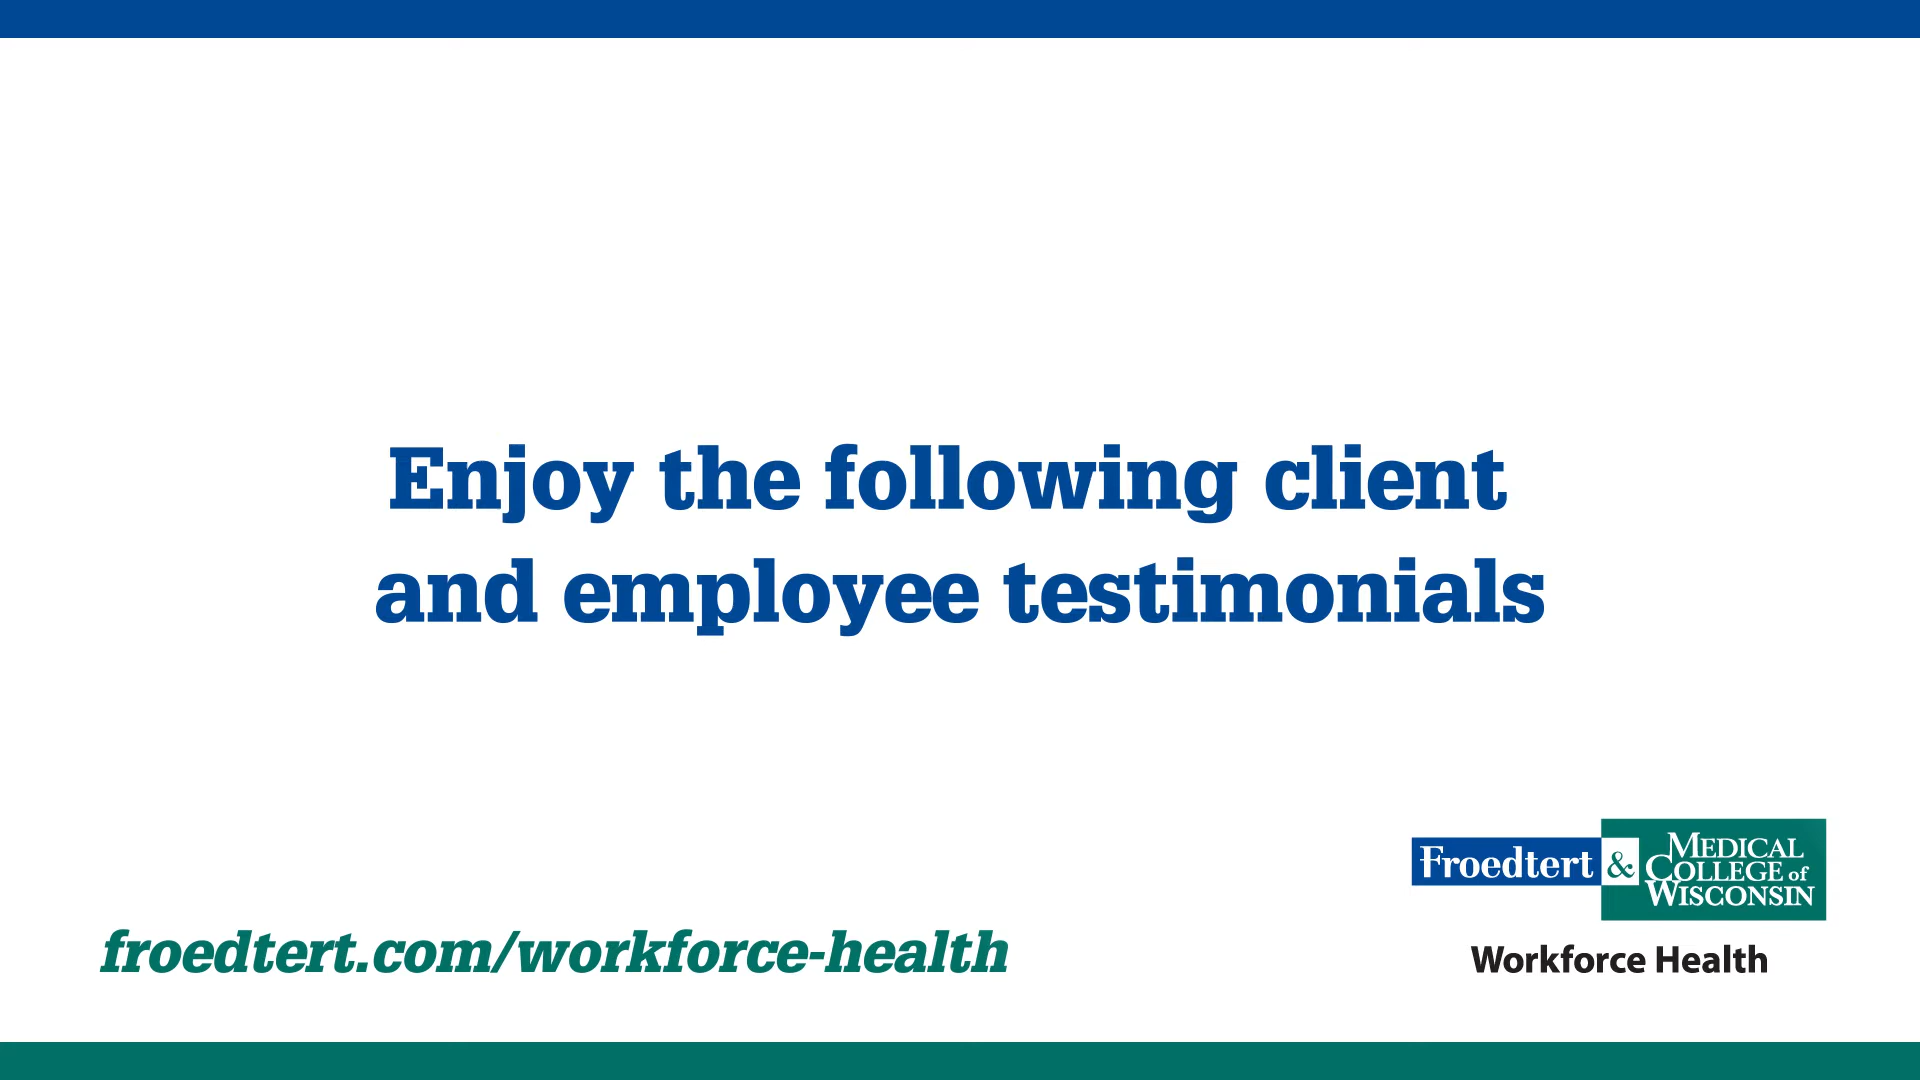 Enjoy the following client
and employee testimonials
froedtert.com/workforce-health
Froedtert & MEDICAL
COLLEGE of
WISCONSIN
Workforce Health